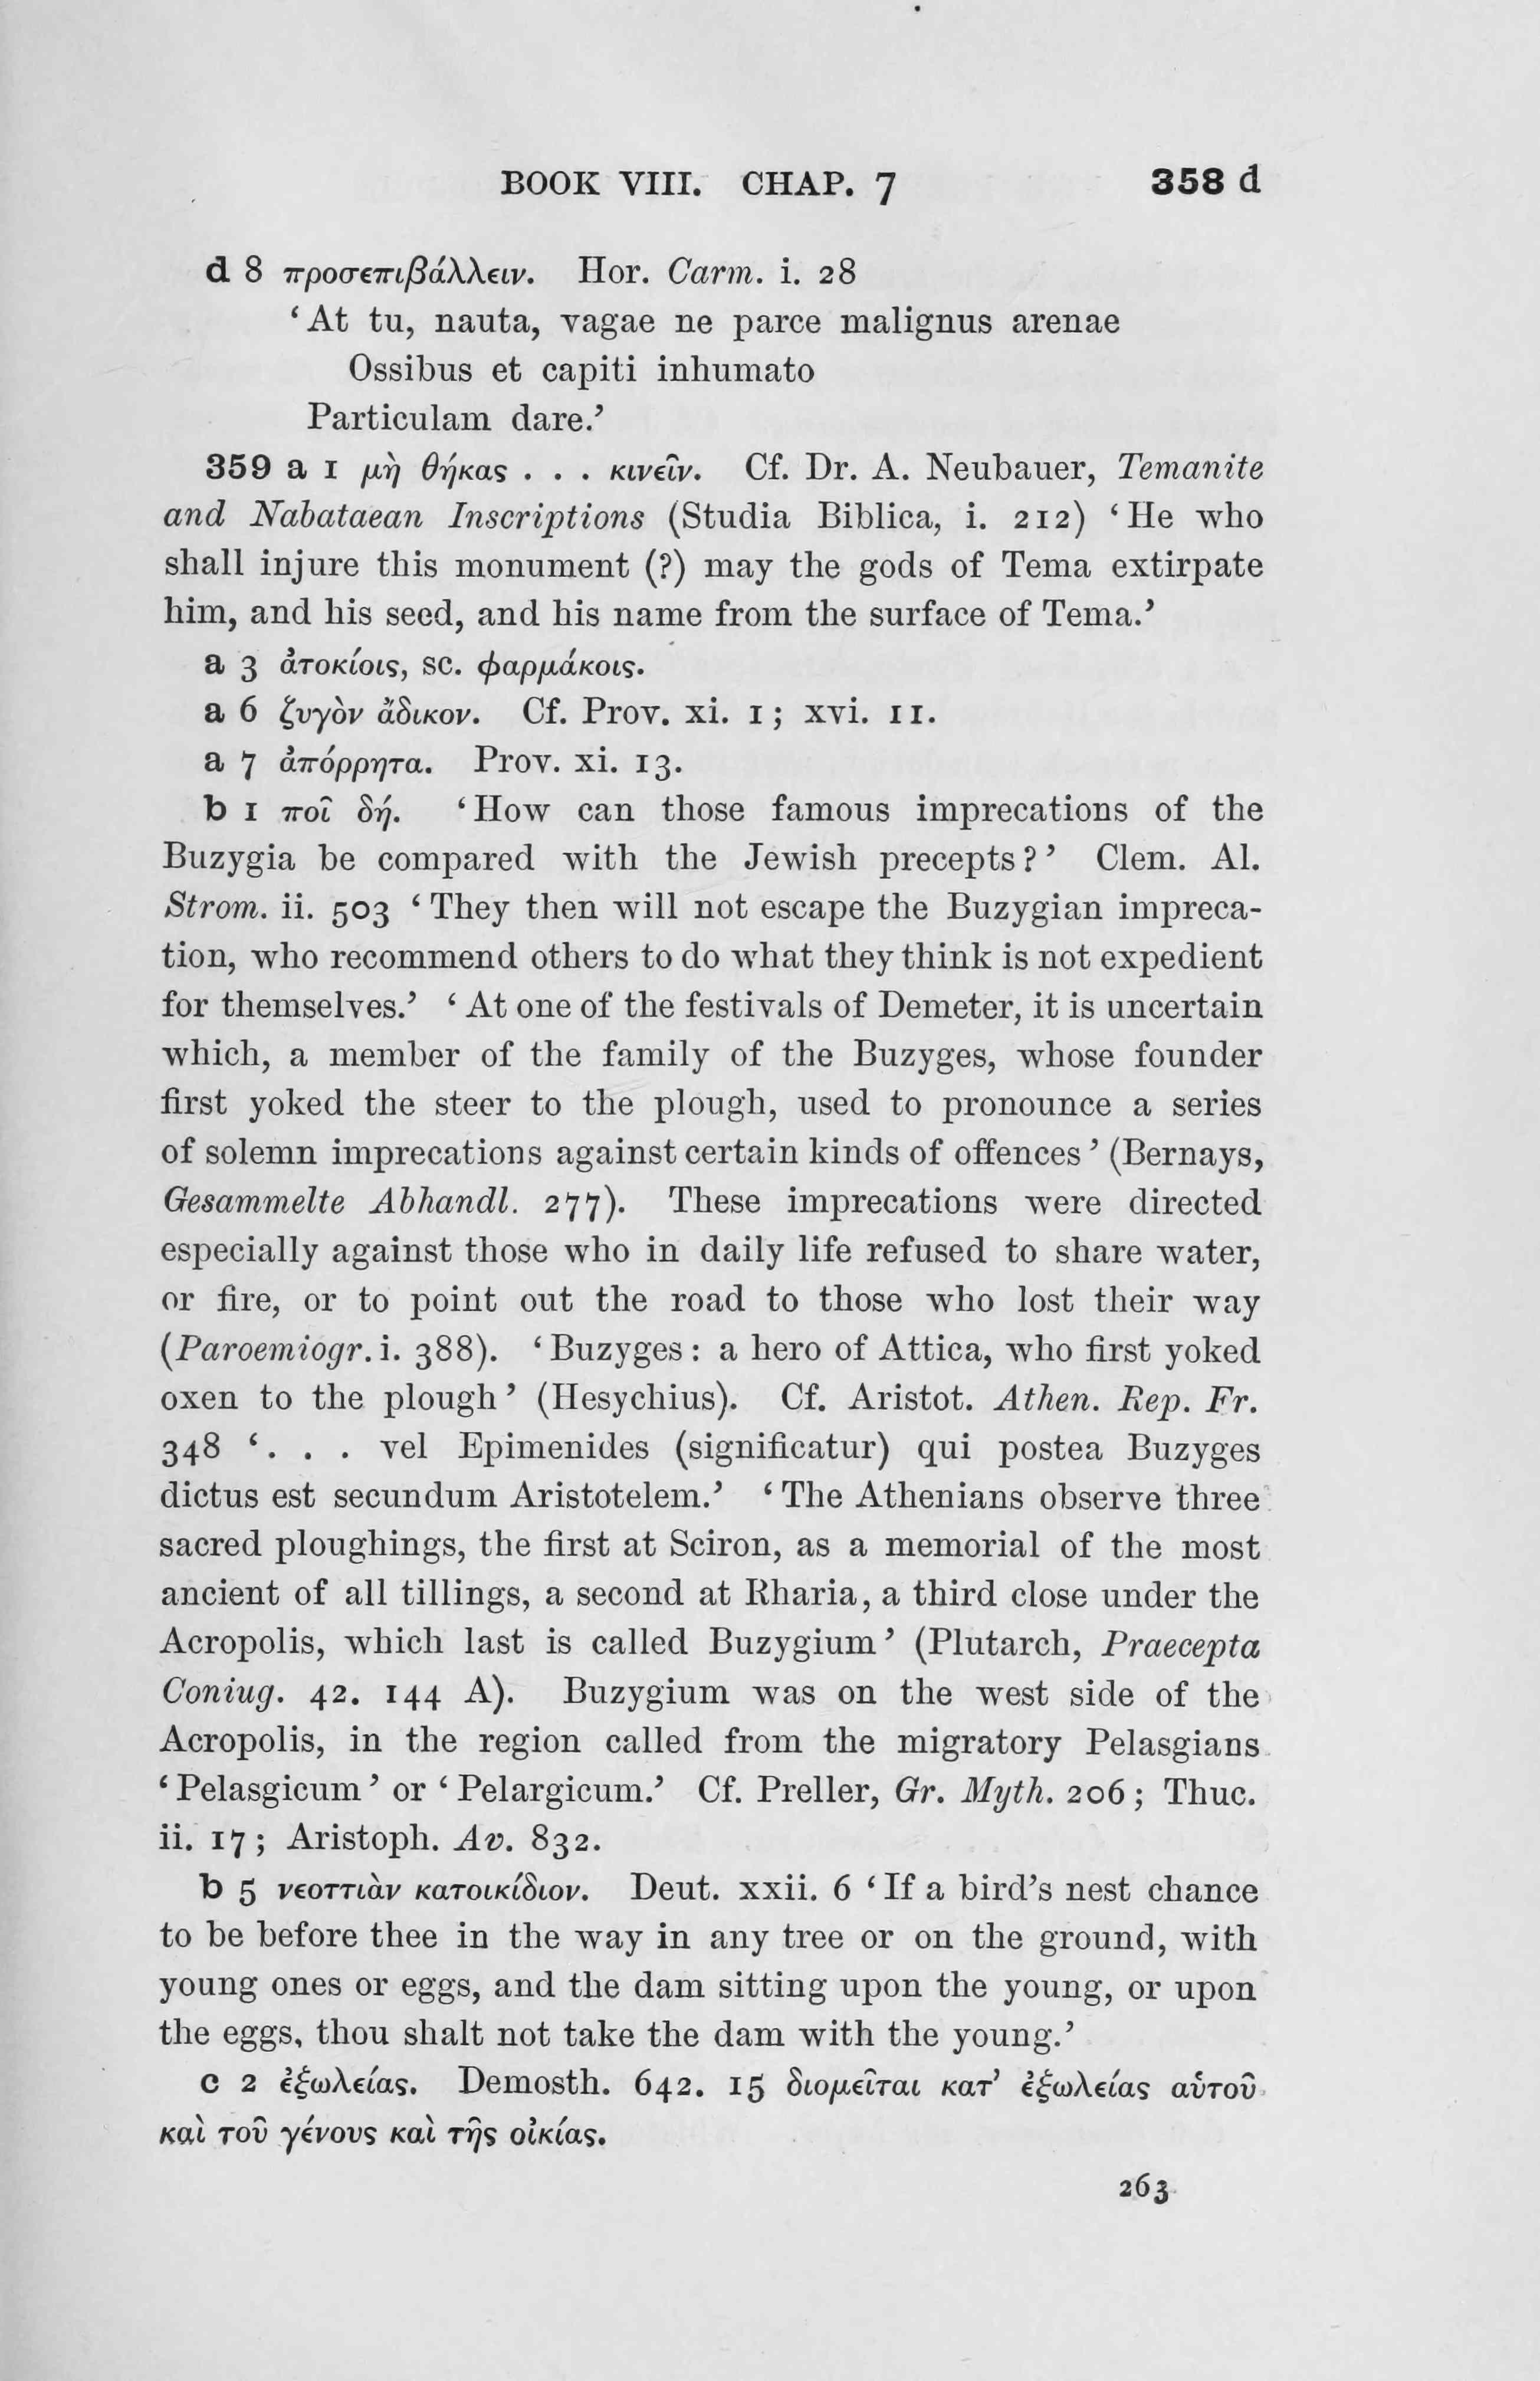 BOOK VIII. CHAP. 7 358 d
d 8 προσεπιβάλλειν. Hor. Carm. i. 28
‘At tu, nauta, vagae ne parce malignus arenae
Ossibus et capiti inhumato
Particulam dare.’
359 a 1 μὴ θήκας . . . κινεῖν. Cf. Dr. A. Neubauer, Temanite
and Nabataean Inscriptions (Studia Biblica, i. 212) ‘He who
shall injure this monument (?) may the gods of Tema extirpate
him, and his seed, and his name from the surface of Tema.’
a 3 ἀτοκίοις, sc. φαρμάκοις.
a 6 ζυγὸν ἄδικον. Cf. Prov. xi. 1; xvi. 11.
a 7 ἀπόρρητα. Prov. xi. 13.
b 1 ποῖ δή. ‘How can those famous imprecations of the
Buzygia be compared with the Jewish precepts?’ Clem. Al.
Strom. ii. 503 ‘They then will not escape the Buzygian impreca-
tion, who recommend others to do what they think is not expedient
for themselves.’ ‘At one of the festivals of Demeter, it is uncertain
which, a member of the family of the Buzyges, whose founder
first yoked the steer to the plough, used to pronounce a series
of solemn imprecations against certain kinds of offences’ (Bernays,
Gesammelte Abhandl. 277). These imprecations were directed
especially against those who in daily life refused to share water,
or fire, or to point out the road to those who lost their way
(Paroemiogr. i. 388). ‘Buzyges: a hero of Attica, who first yoked
oxen to the plough’ (Hesychius). Cf. Aristot. Athen. Rep. Fr.
348 ‘. . . vel Epimenides (significatur) qui postea Buzyges
dictus est secundum Aristotelem.’ ‘The Athenians observe three
sacred ploughings, the first at Sciron, as a memorial of the most
ancient of all tillings, a second at Rharia, a third close under the
Acropolis, which last is called Buzygium’ (Plutarch, Praecepta
Coniug. 42. 144 A). Buzygium was on the west side of the
Acropolis, in the region called from the migratory Pelasgians
‘Pelasgicum’ or ‘Pelargicum.’ Cf. Preller, Gr. Myth. 206; Thuc.
ii. 17; Aristoph. Av. 832.
b 5 νεοττιὰν κατοικίδιον. Deut. xxii. 6 ‘If a bird’s nest chance
to be before thee in the way in any tree or on the ground, with
young ones or eggs, and the dam sitting upon the young, or upon
the eggs, thou shalt not take the dam with the young.’
c 2 ἐξωλείας. Demosth. 642. 15 διομεῖται κατ’ ἐξωλείας αὑτοῦ
καὶ τοῦ γένους καὶ τῆς οἰκίας.
263